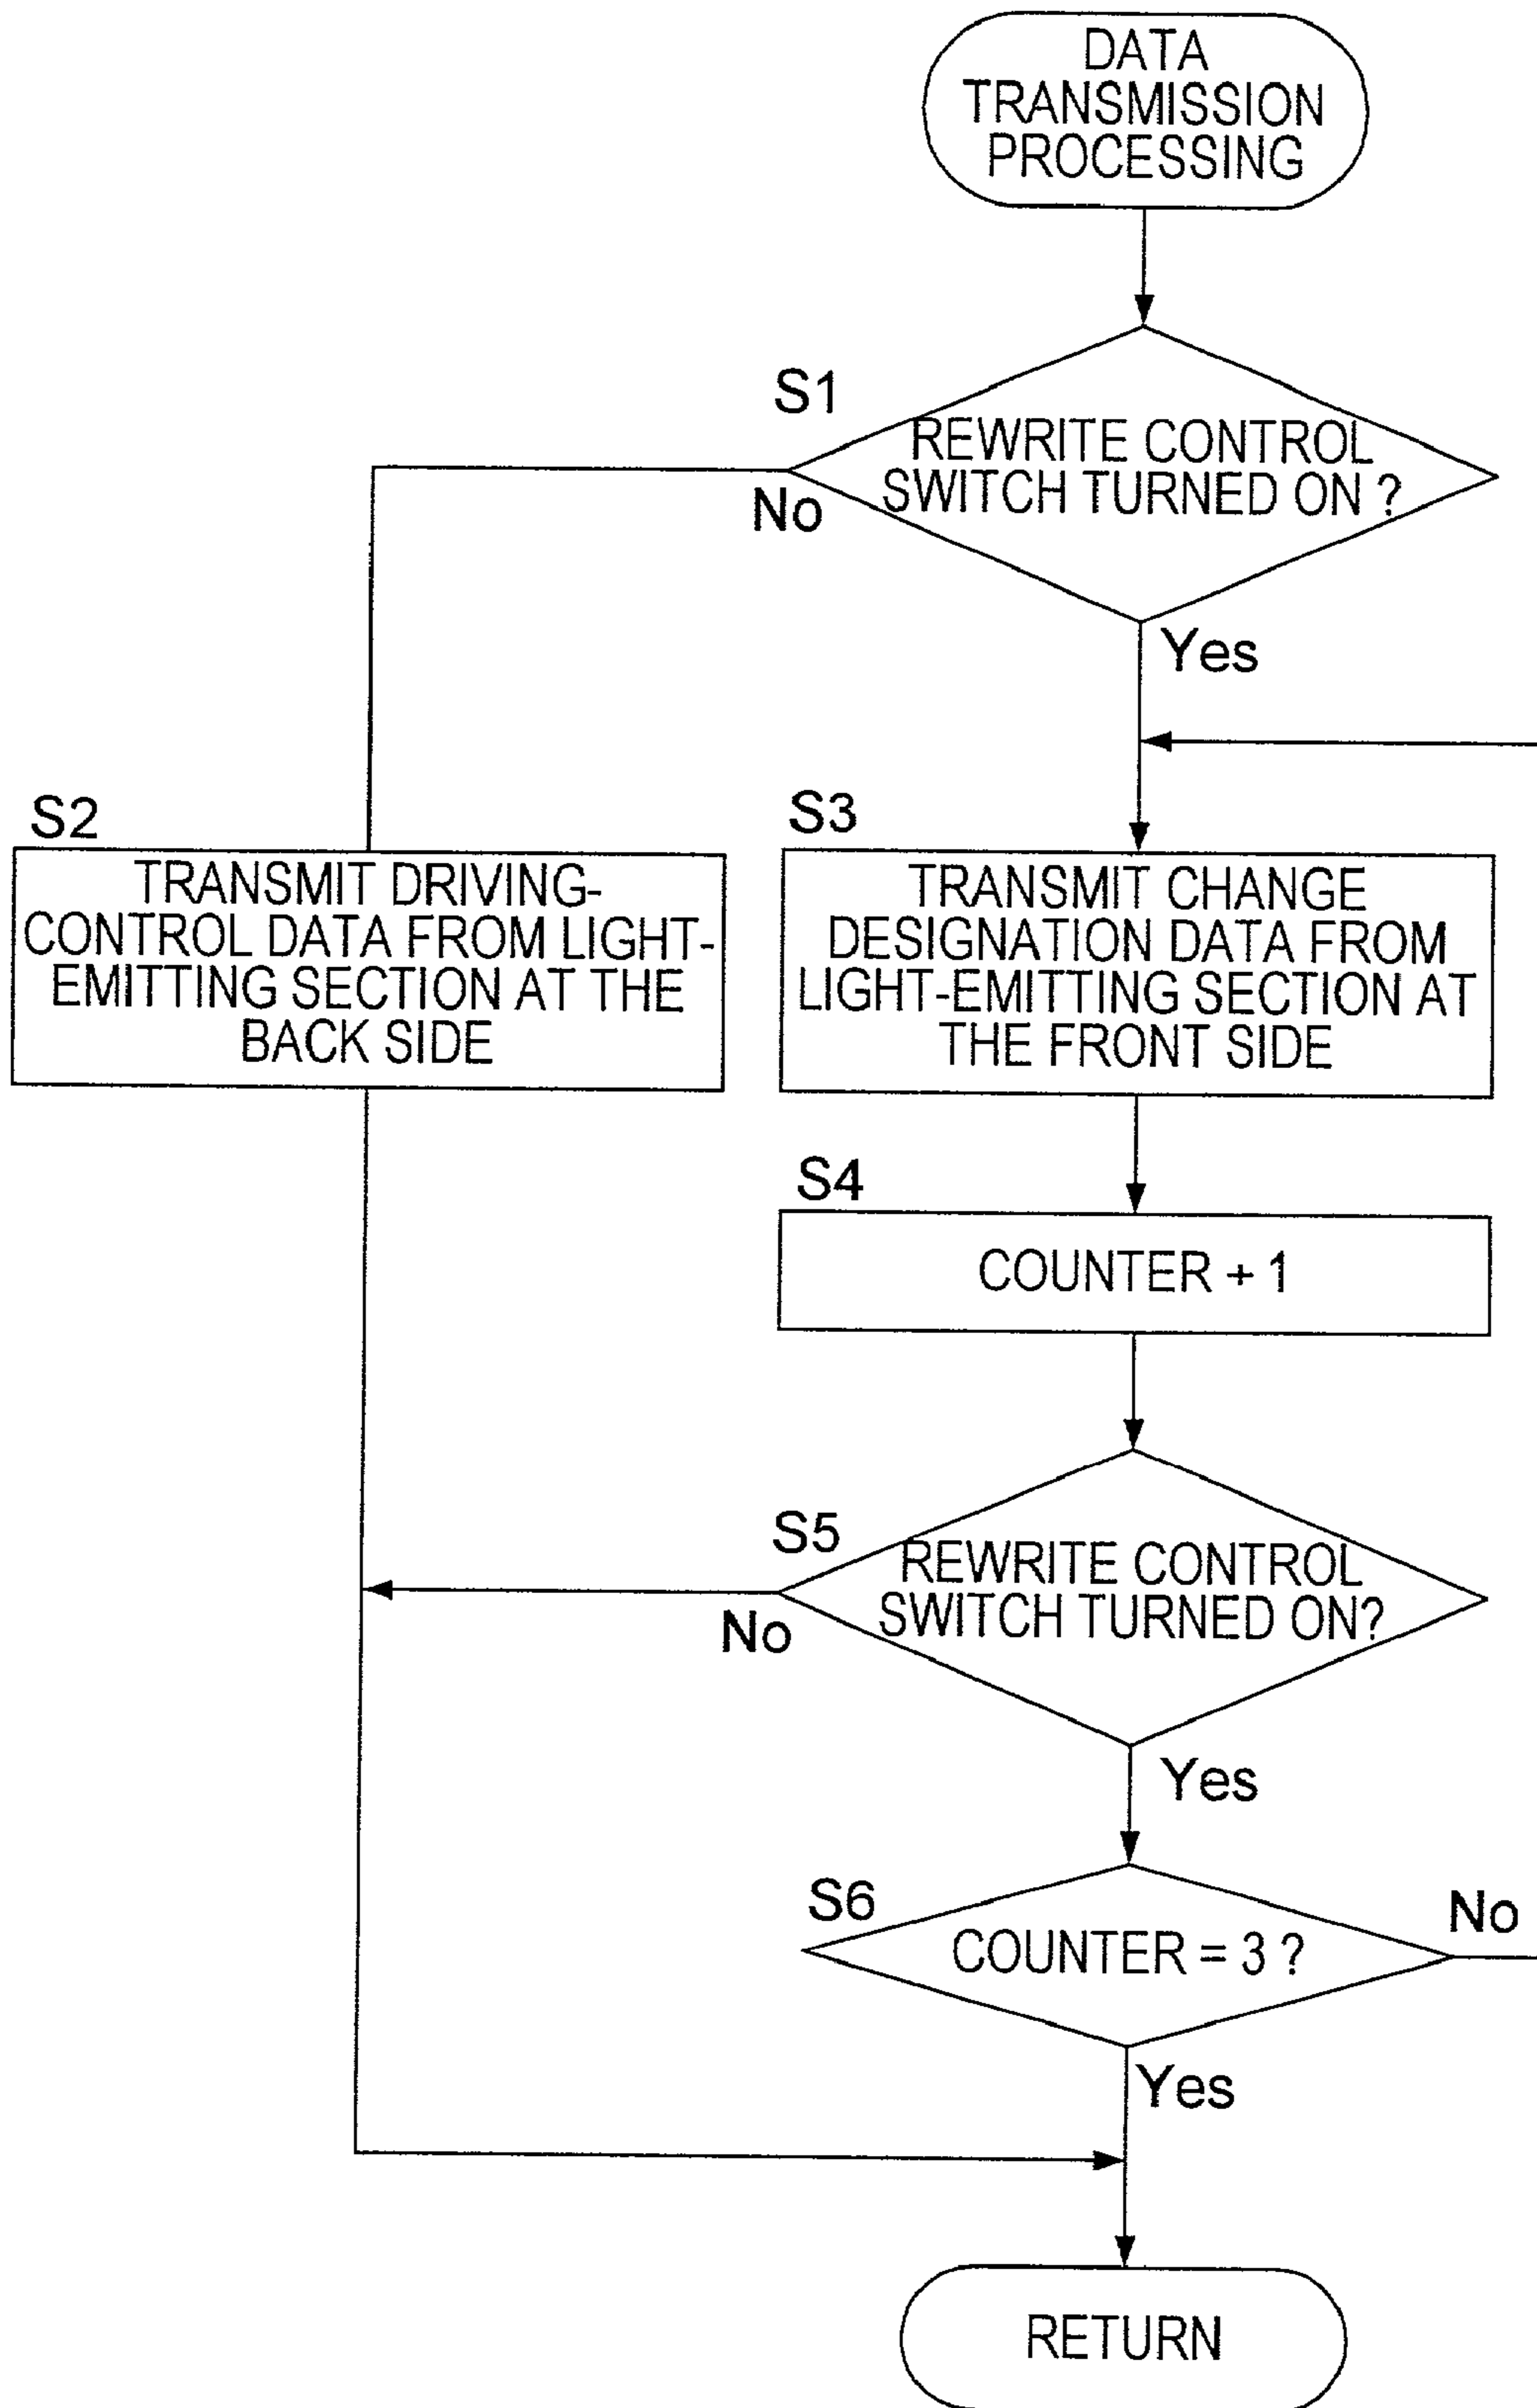 DATA
TRANSMISSION
PROCESSING
S1
REWRITE CONTROL
SWITCH TURNED ON ?
No
Yes
S2
TRANSMIT DRIVING-
CONTROL DATA FROM LIGHT-
EMITTING SECTION AT THE
BACK SIDE
S3
TRANSMIT CHANGE
DESIGNATION DATA FROM
LIGHT-EMITTING SECTION AT
THE FRONT SIDE
S4
COUNTER + 1
S5
REWRITE CONTROL
SWITCH TURNED ON?
No
Yes
S6
COUNTER = 3 ?
No
Yes
RETURN